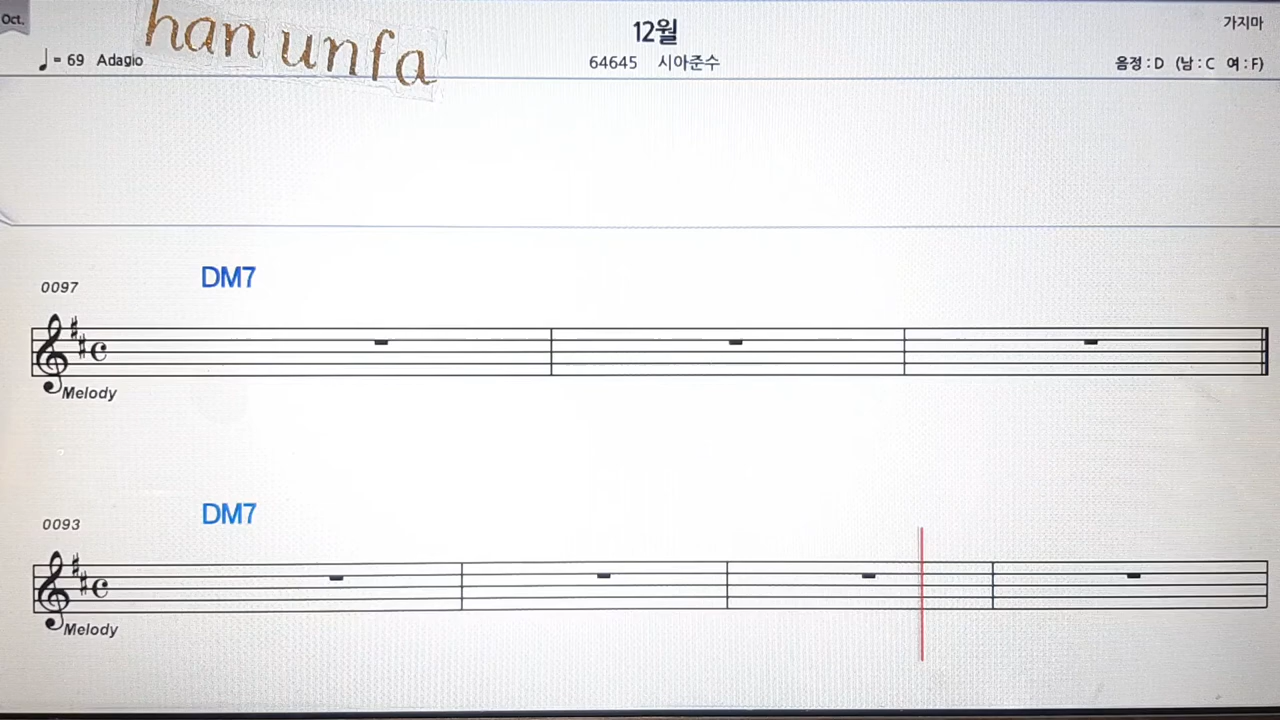 Oct.
han unfa
12월
가지마
♩ = 69 Adagio
64645 시아준수
음정 : D (남 : C 여 : F)
DM7
0097
Melody
DM7
0093
Melody